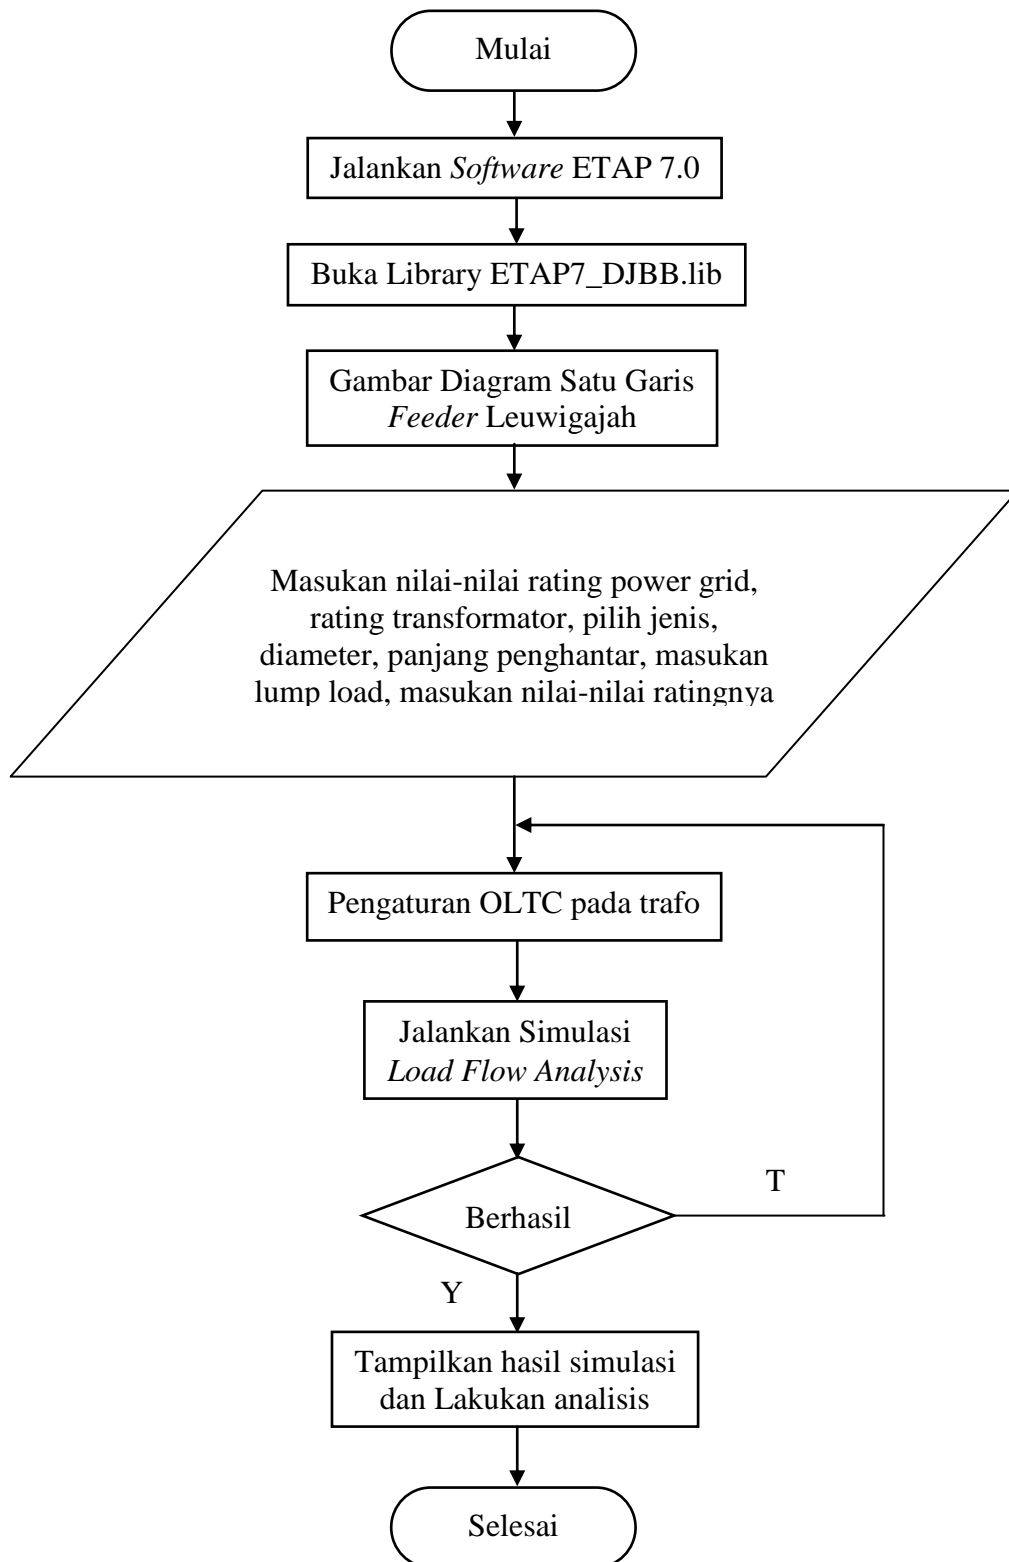 Mulai
Jalankan Software ETAP 7.0
Buka Library ETAP7_DJBB.lib
Gambar Diagram Satu Garis
Feeder Leuwigajah
Masukan nilai-nilai rating power grid,
rating transformator, pilih jenis,
diameter, panjang penghantar, masukan
lump load, masukan nilai-nilai ratingnya
Pengaturan OLTC pada trafo
Jalankan Simulasi
Load Flow Analysis
T
Berhasil
Y
Tampilkan hasil simulasi
dan Lakukan analisis
Selesai